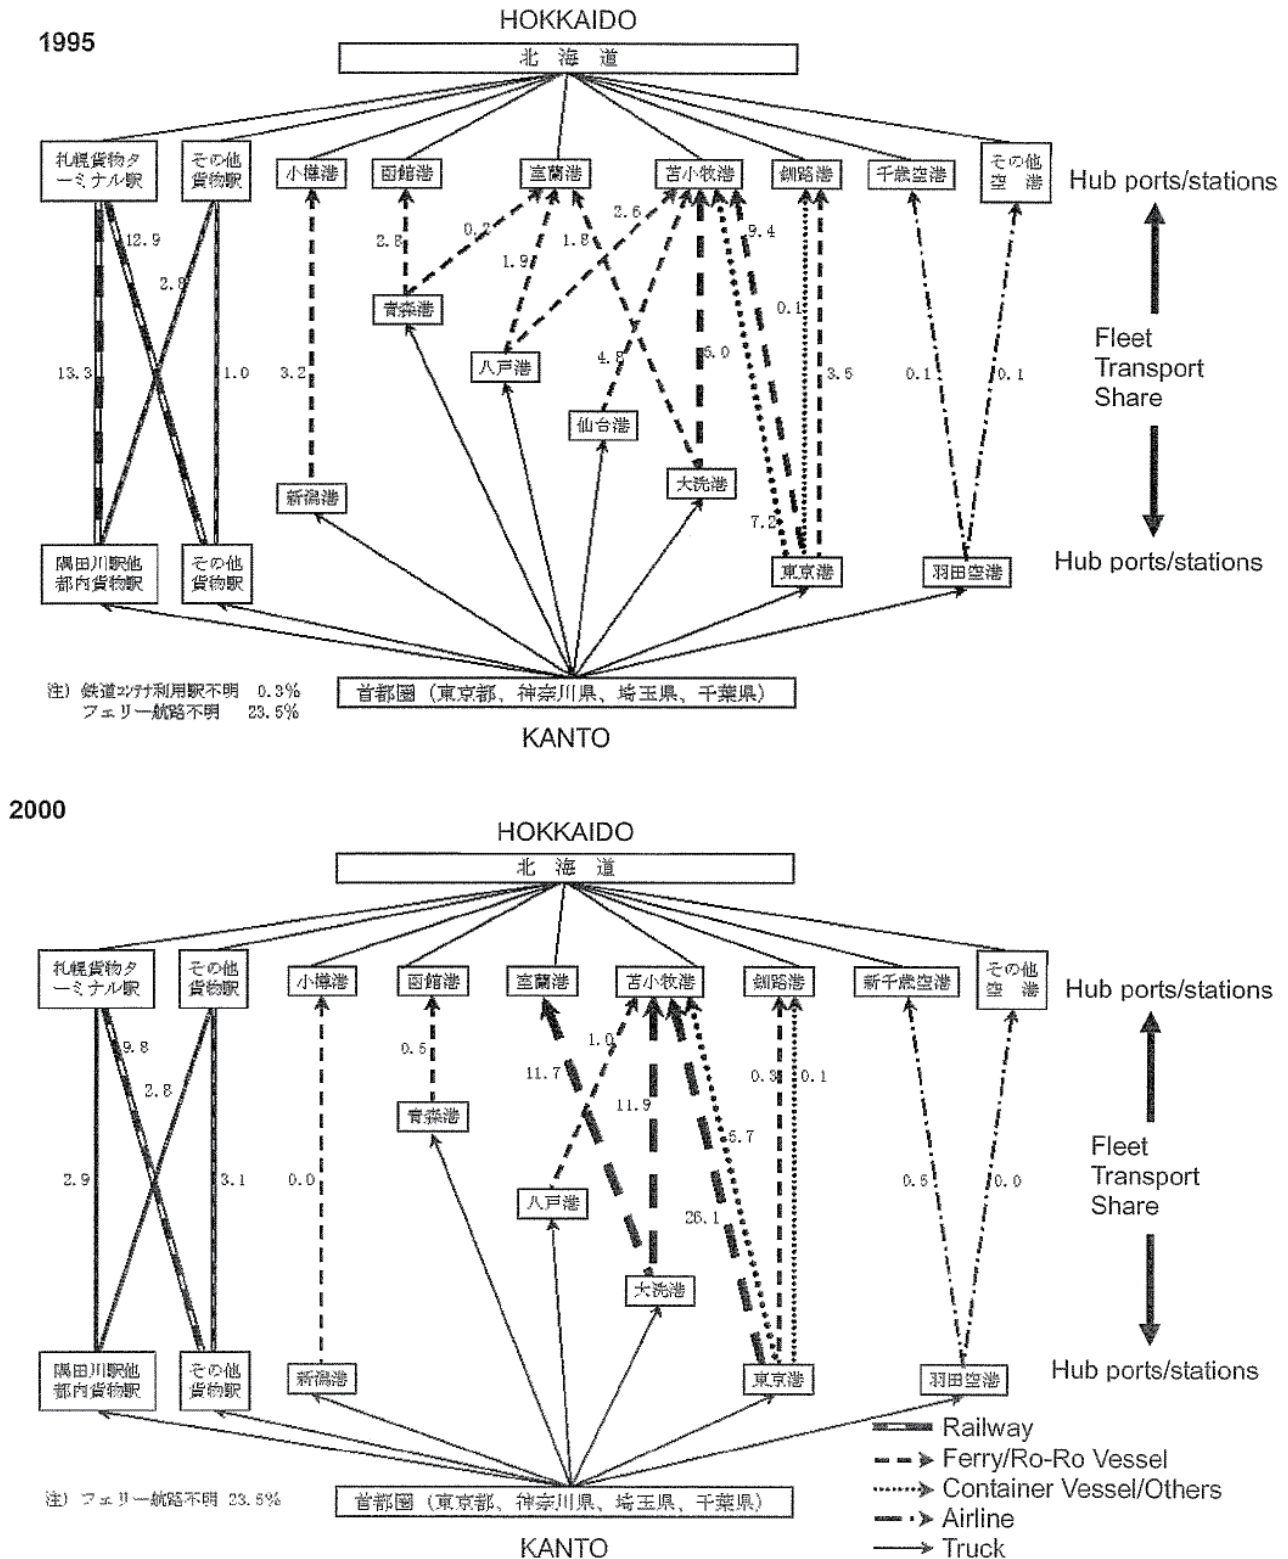 1995
HOKKAIDO
北 海 道
札幌貨物タ
ーミナル駅
その他
貨物駅
小樽港
函館港
室蘭港
苫小牧港
釧路港
千歳空港
その他
空 港
Hub ports/stations
12.9
2.8
2.8
0.2
1.9
1.8
2.6
9.4
青森港
0.1
八戸港
Fleet
Transport
Share
13.3
1.0
3.2
4.8
6.0
3.6
0.1
0.1
仙台港
新潟港
大洗港
7.2
隅田川駅他
都内貨物駅
その他
貨物駅
東京港
羽田空港
Hub ports/stations
注) 鉄道コンテナ利用駅不明 0.3%
フェリー航路不明 23.5%
首都圏 (東京都、神奈川県、埼玉県、千葉県)
KANTO
2000
HOKKAIDO
北 海 道
札幌貨物タ
ーミナル駅
その他
貨物駅
小樽港
函館港
室蘭港
苫小牧港
釧路港
新千歳空港
その他
空 港
Hub ports/stations
9.8
2.8
0.5
11.7
1.0
11.9
0.3
0.1
青森港
5.7
Fleet
Transport
Share
2.9
3.1
0.0
八戸港
26.1
0.6
0.0
大洗港
隅田川駅他
都内貨物駅
その他
貨物駅
新潟港
東京港
羽田空港
Hub ports/stations
Railway
Ferry/Ro-Ro Vessel
Container Vessel/Others
Airline
Truck
注) フェリー航路不明 23.5%
首都圏 (東京都、神奈川県、埼玉県、千葉県)
KANTO